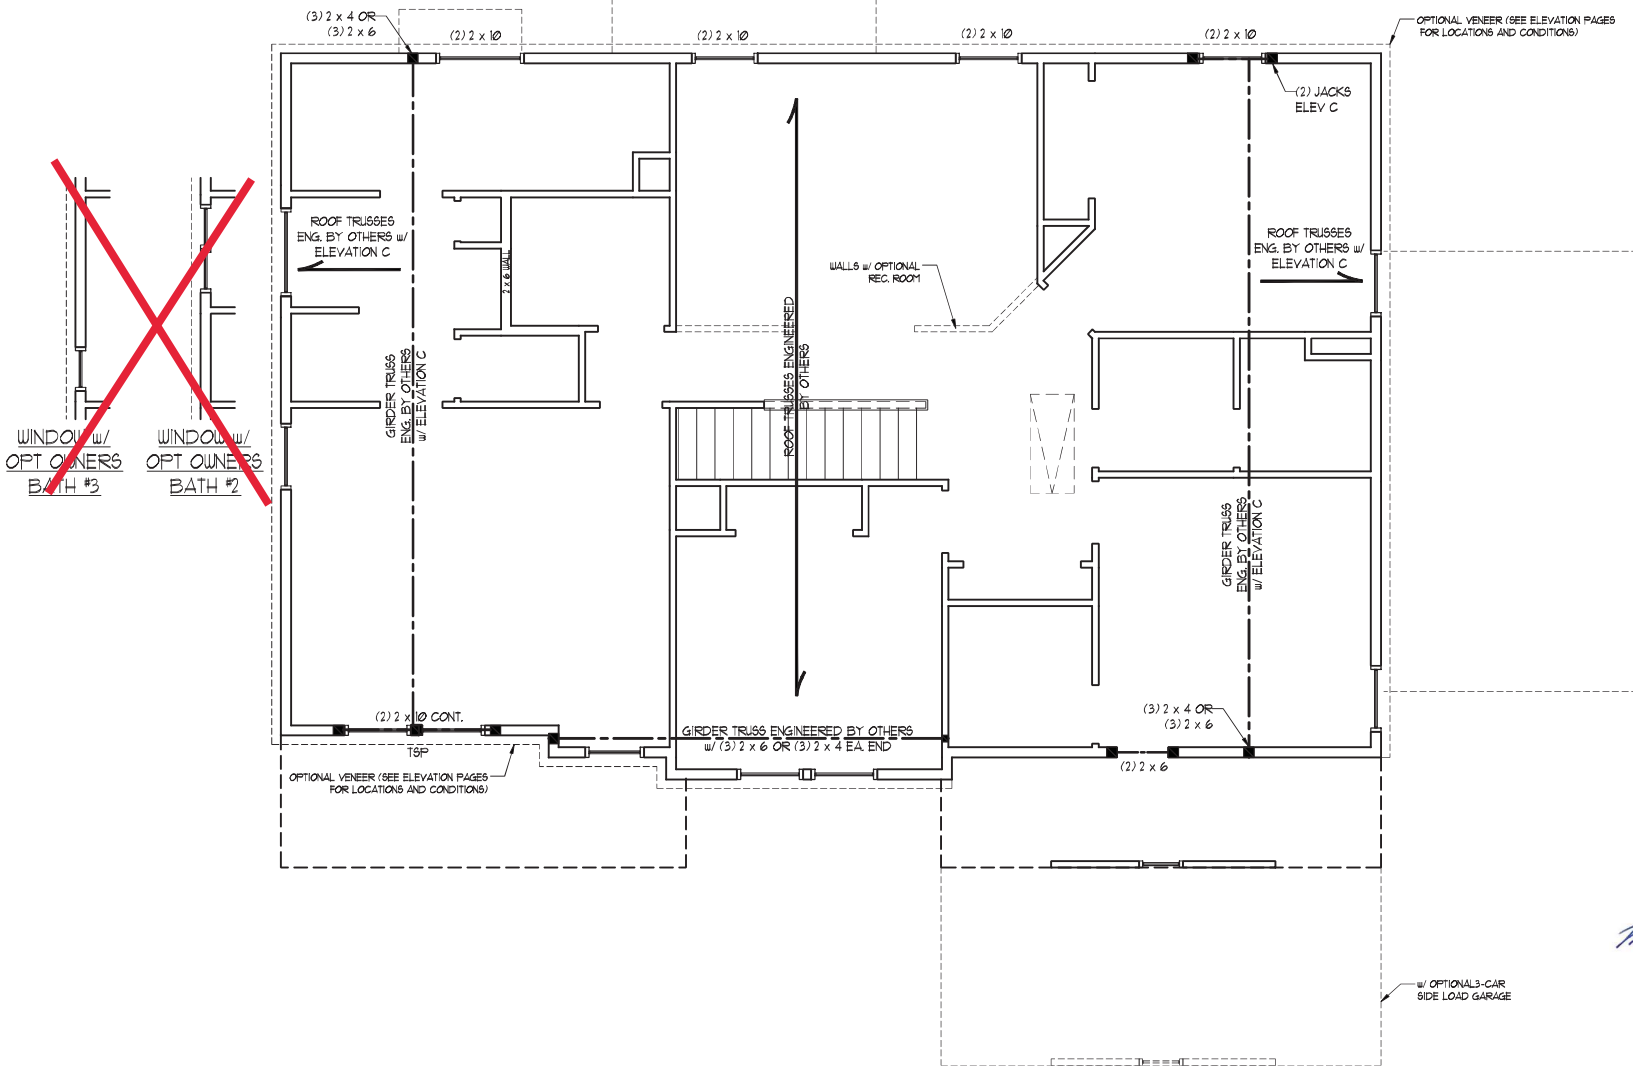 (3) 2 x 4 OR
(3) 2 x 6
(2) 2 x 10
(2) 2 x 10
(2) 2 x 10
(2) 2 x 10
OPTIONAL VENEER (SEE ELEVATION PAGES
FOR LOCATIONS AND CONDITIONS)
(2) JACKS
ELEV C
ROOF TRUSSES
ENG. BY OTHERS w/
ELEVATION C
2 x 6 WALL
WALLS w/ OPTIONAL
REC. ROOM
ROOF TRUSSES
ENG. BY OTHERS w/
ELEVATION C
ROOF TRUSSES ENGINEERED
BY OTHERS
GIRDER TRUSS
ENG. BY OTHERS
w/ ELEVATION C
WINDOW w/
OPT OWNERS
BATH #3
WINDOW w/
OPT OWNERS
BATH #2
GIRDER TRUSS
ENG. BY OTHERS
w/ ELEVATION C
(2) 2 x 10 CONT.
TSP
GIRDER TRUSS ENGINEERED BY OTHERS
w/ (3) 2 x 6 OR (3) 2 x 4 EA. END
(3) 2 x 4 OR
(3) 2 x 6
(2) 2 x 6
OPTIONAL VENEER (SEE ELEVATION PAGES
FOR LOCATIONS AND CONDITIONS)
w/ OPTIONAL3-CAR
SIDE LOAD GARAGE